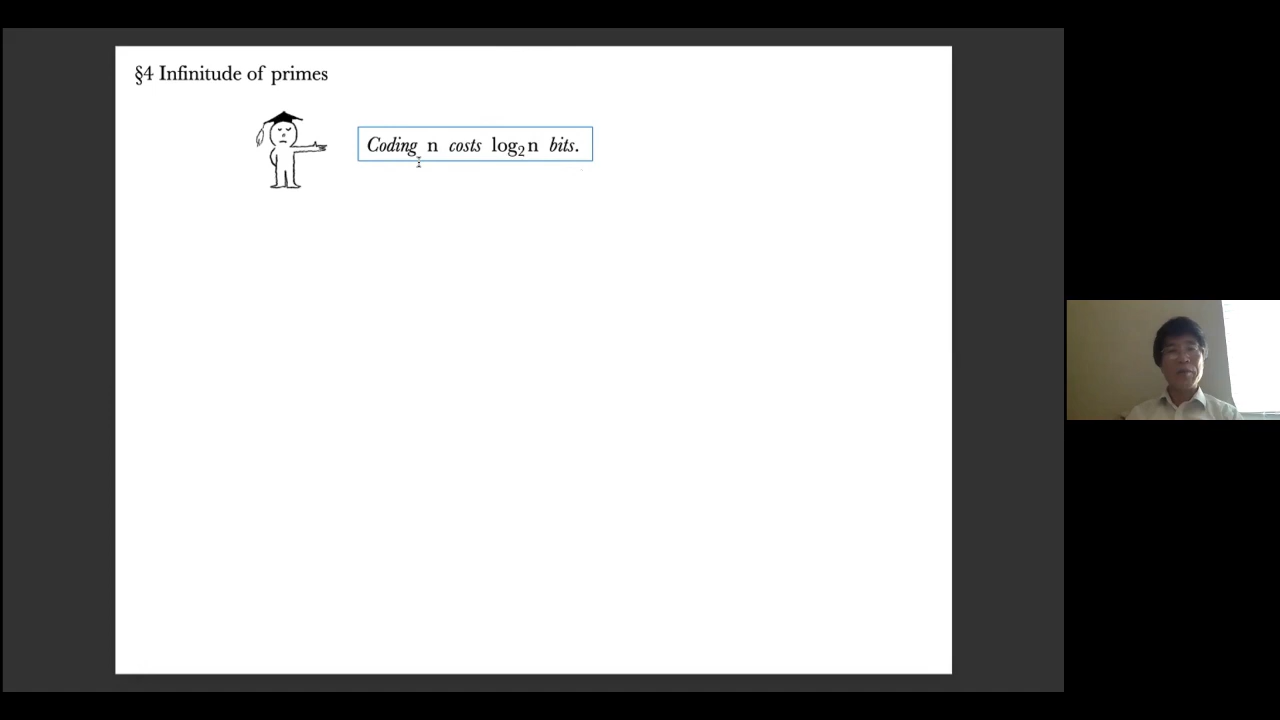 §4 Infinitude of primes
Coding n costs log₂n bits.